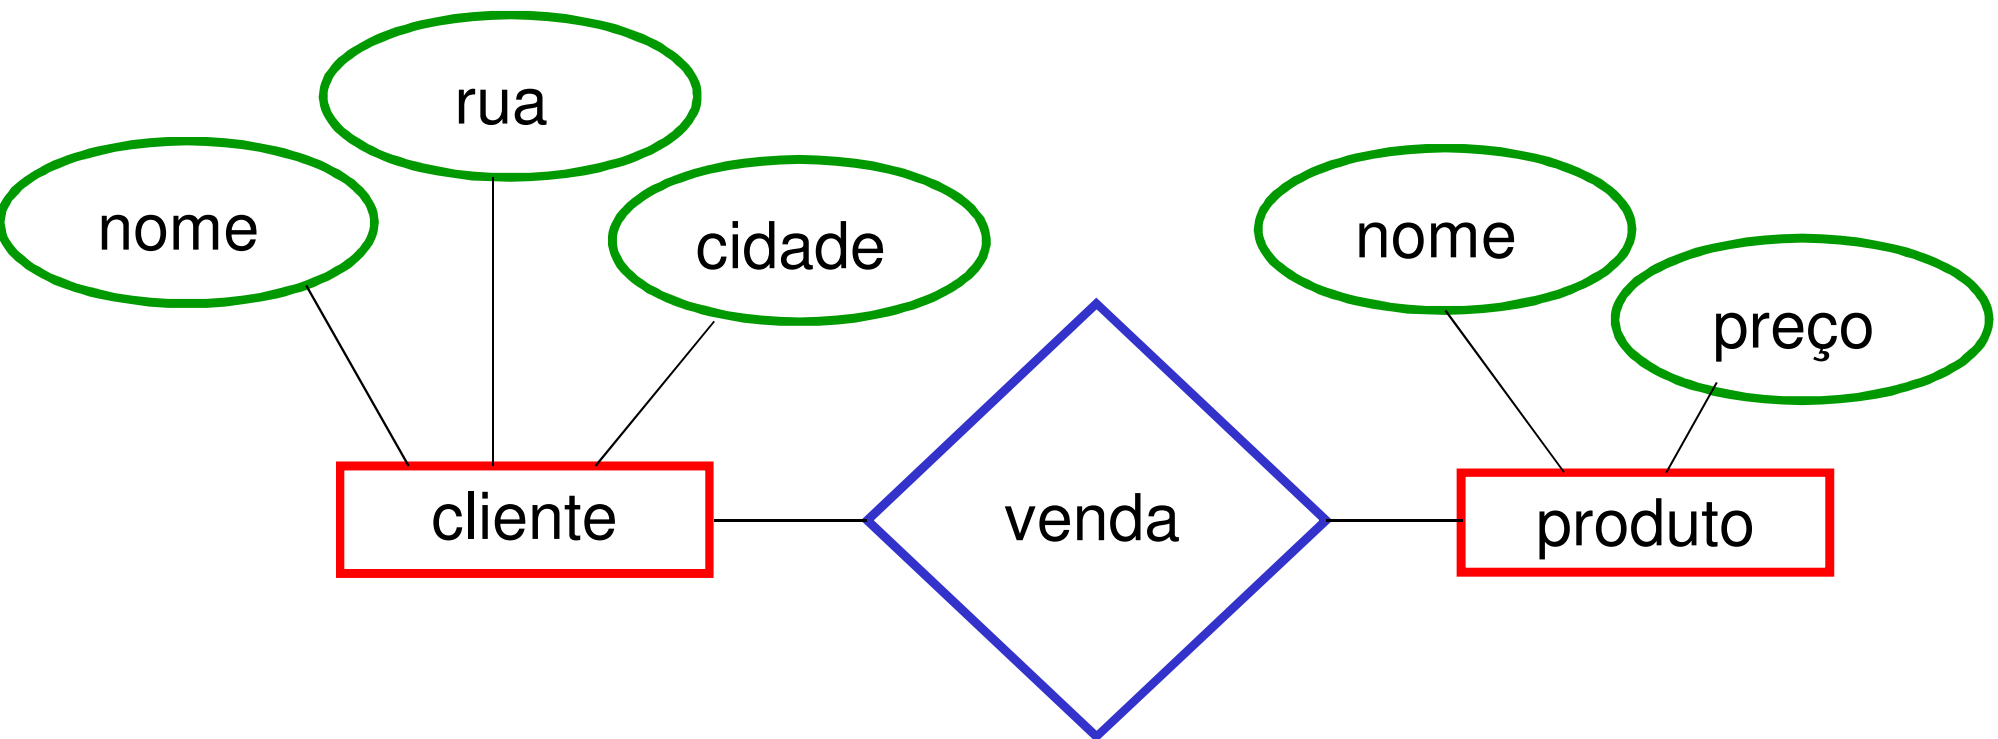 rua
nome
cidade
nome
preço
cliente
venda
produto